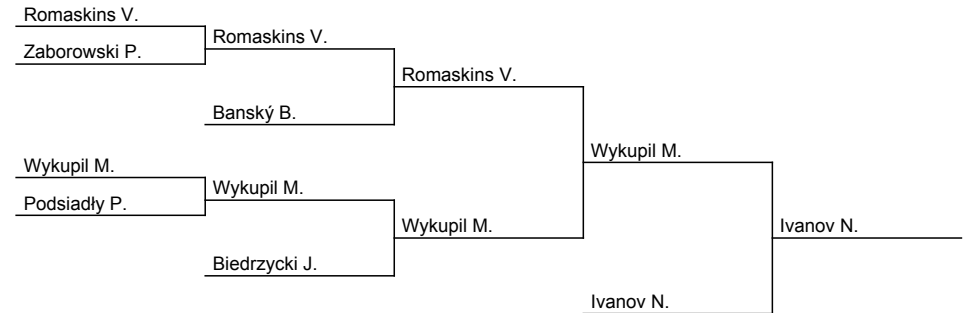 Romaskins V.
Zaborowski P.
Romaskins V.
Banský B.
Romaskins V.
Wykupil M.
Podsiadły P.
Wykupil M.
Biedrzycki J.
Wykupil M.
Wykupil M.
Ivanov N.
Ivanov N.